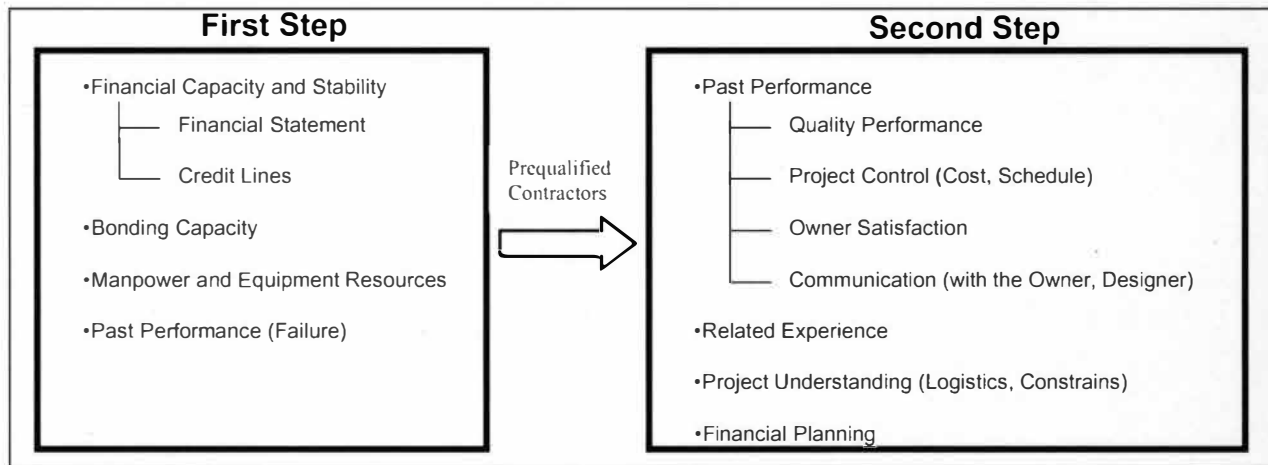 First Step
•Financial Capacity and Stability
Financial Statement
Credit Lines
•Bonding Capacity
•Manpower and Equipment Resources
•Past Performance (Failure)
Prequalified
Contractors
Second Step
•Past Performance
Quality Performance
Project Control (Cost, Schedule)
Owner Satisfaction
Communication (with the Owner, Designer)
•Related Experience
•Project Understanding (Logistics, Constrains)
•Financial Planning